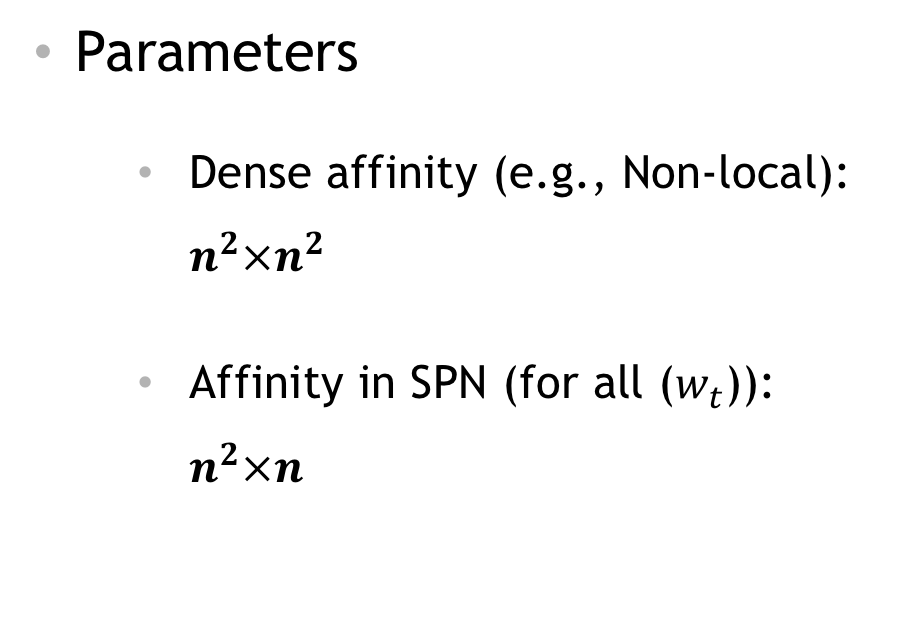 • Parameters
• Dense affinity (e.g., Non-local):
n²×n²
• Affinity in SPN (for all (wₜ)):
n²×n